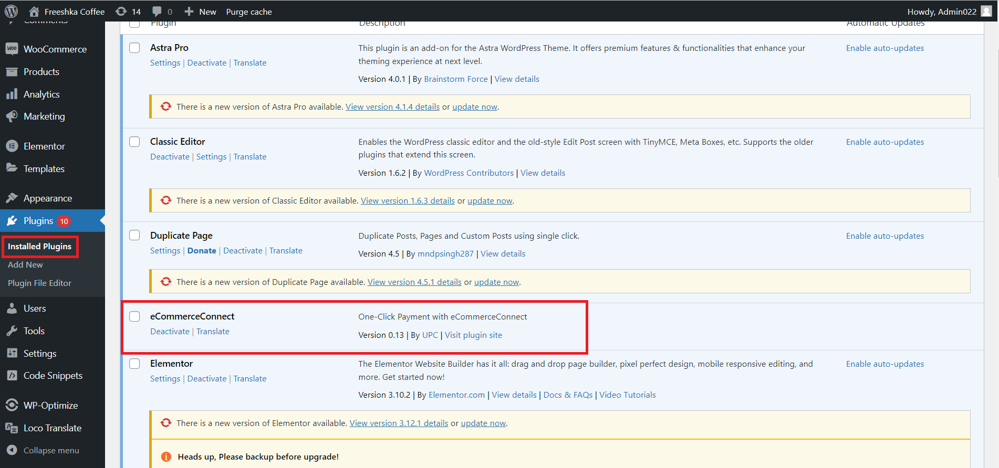 Freeshka Coffee 14 0 New Purge cache Howdy, Admin022
Comments
WooCommerce
Products
Analytics
Marketing
Elementor
Templates
Appearance
Plugins 10
Installed Plugins
Add New
Plugin File Editor
Users
Tools
Settings
Code Snippets
WP-Optimize
Loco Translate
Collapse menu
Plugin Description Automatic Updates
Astra Pro
Settings | Deactivate | Translate
This plugin is an add-on for the Astra WordPress Theme. It offers premium features & functionalities that enhance your
theming experience at next level.
Version 4.0.1 | By Brainstorm Force | View details
Enable auto-updates
There is a new version of Astra Pro available. View version 4.1.4 details or update now.
Classic Editor
Deactivate | Settings | Translate
Enables the WordPress classic editor and the old-style Edit Post screen with TinyMCE, Meta Boxes, etc. Supports the older
plugins that extend this screen.
Version 1.6.2 | By WordPress Contributors | View details
Enable auto-updates
There is a new version of Classic Editor available. View version 1.6.3 details or update now.
Duplicate Page
Settings | Donate | Deactivate | Translate
Duplicate Posts, Pages and Custom Posts using single click.
Version 4.5 | By mndpsingh287 | View details
Enable auto-updates
There is a new version of Duplicate Page available. View version 4.5.1 details or update now.
eCommerceConnect
Deactivate | Translate
One-Click Payment with eCommerceConnect
Version 0.13 | By UPC | Visit plugin site
Elementor
Settings | Deactivate | Translate
The Elementor Website Builder has it all: drag and drop page builder, pixel perfect design, mobile responsive editing, and
more. Get started now!
Version 3.10.2 | By Elementor.com | View details | Docs & FAQs | Video Tutorials
Enable auto-updates
There is a new version of Elementor available. View version 3.12.1 details or update now.
Heads up, Please backup before upgrade!